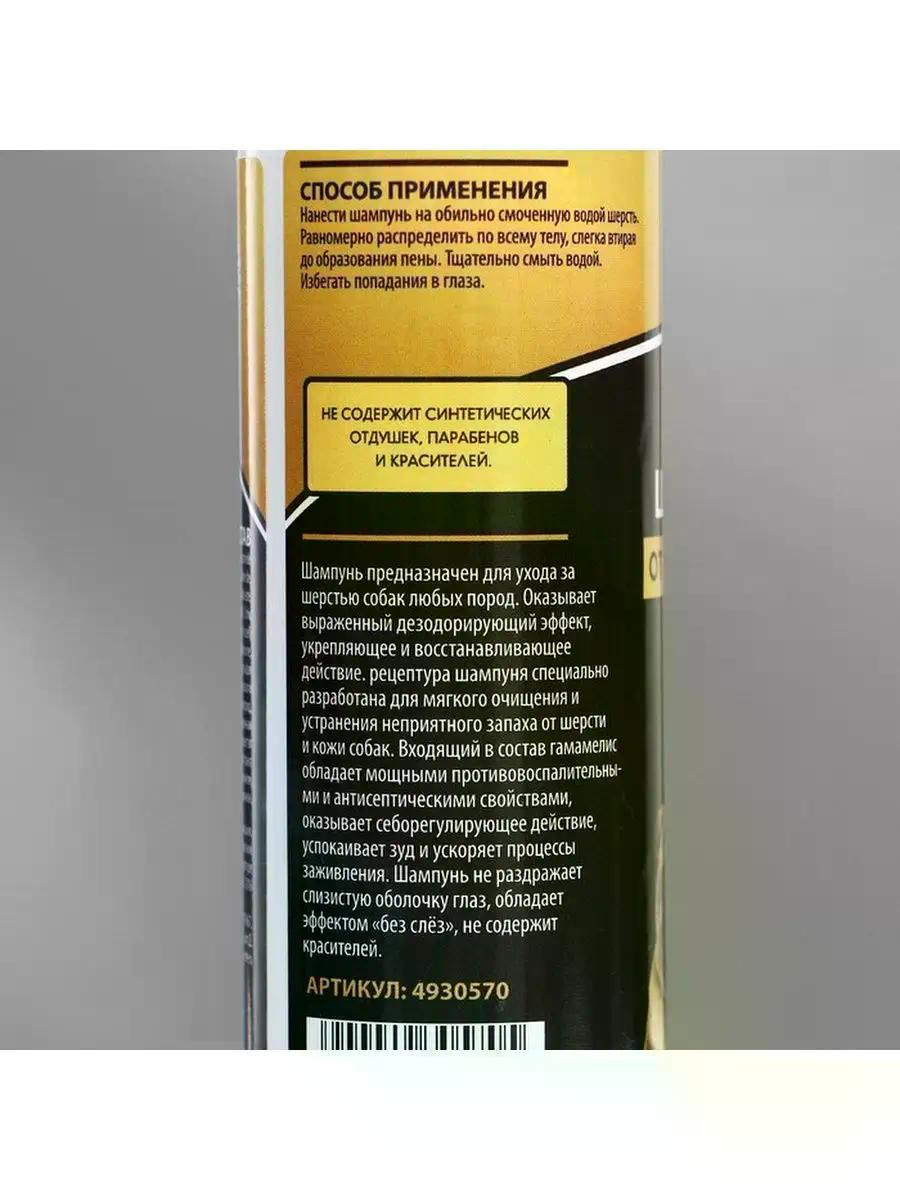 СПОСОБ ПРИМЕНЕНИЯ
Нанести шампунь на обильно смоченную водой шерсть.
Равномерно распределить по всему телу, слегка втирая
до образования пены. Тщательно смыть водой.
Избегать попадания в глаза.
НЕ СОДЕРЖИТ СИНТЕТИЧЕСКИХ
ОТДУШЕК, ПАРАБЕНОВ
И КРАСИТЕЛЕЙ.
Шампунь предназначен для ухода за
шерстью собак любых пород. Оказывает
выраженный дезодорирующий эффект,
укрепляющее и восстанавливающее
действие. рецептура шампуня специально
разработана для мягкого очищения и
устранения неприятного запаха от шерсти
и кожи собак. Входящий в состав гамамелис
обладает мощными противовоспалительны-
ми и антисептическими свойствами,
оказывает себорегулирующее действие,
успокаивает зуд и ускоряет процессы
заживления. Шампунь не раздражает
слизистую оболочку глаз, обладает
эффектом «без слёз», не содержит
красителей.
АРТИКУЛ: 4930570